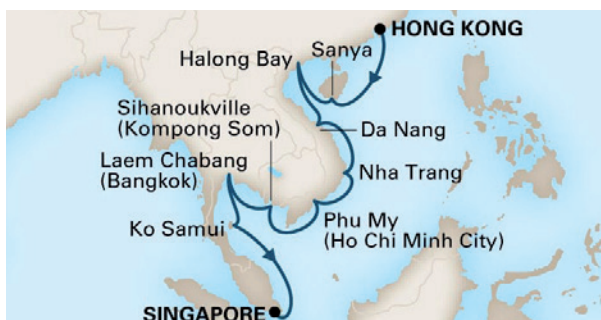 HONG KONG
Sanya
Halong Bay
Sihanoukville
(Kompong Som)
Da Nang
Laem Chabang
(Bangkok)
Nha Trang
Ko Samui
Phu My
(Ho Chi Minh City)
SINGAPORE